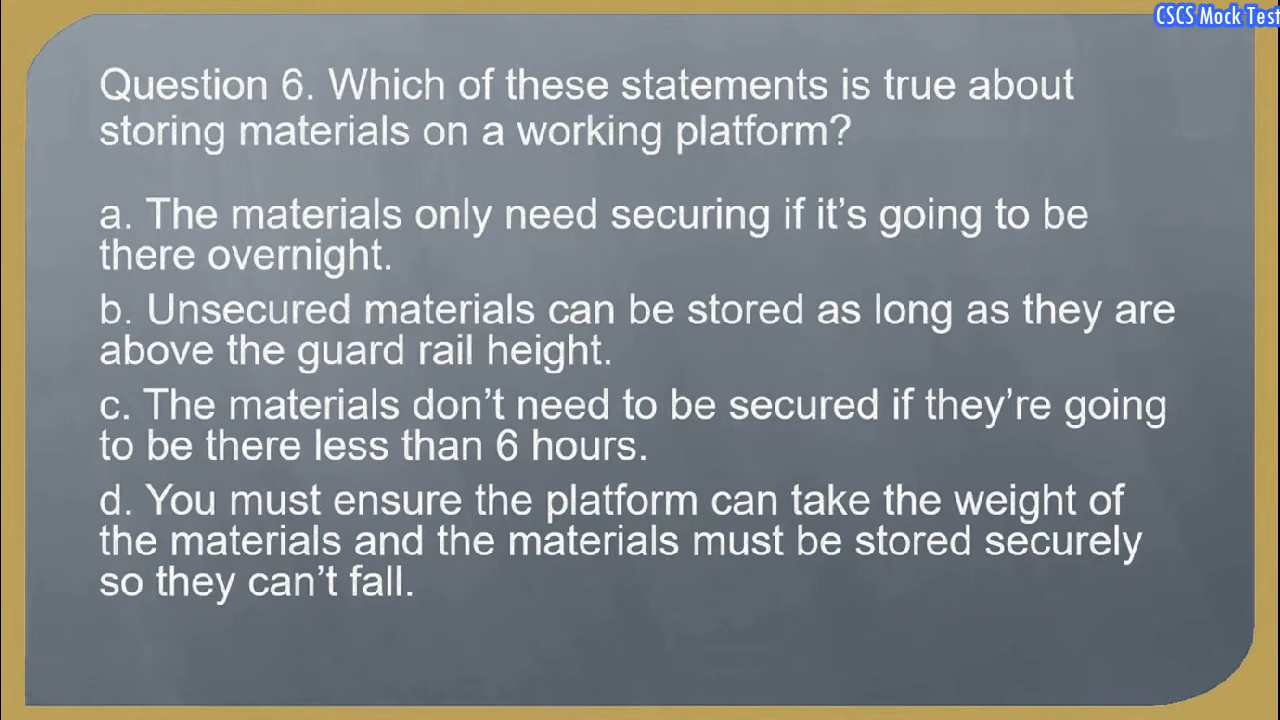 CSCS Mock Test
Question 6. Which of these statements is true about
storing materials on a working platform?
a. The materials only need securing if it’s going to be
there overnight.
b. Unsecured materials can be stored as long as they are
above the guard rail height.
c. The materials don’t need to be secured if they’re going
to be there less than 6 hours.
d. You must ensure the platform can take the weight of
the materials and the materials must be stored securely
so they can’t fall.